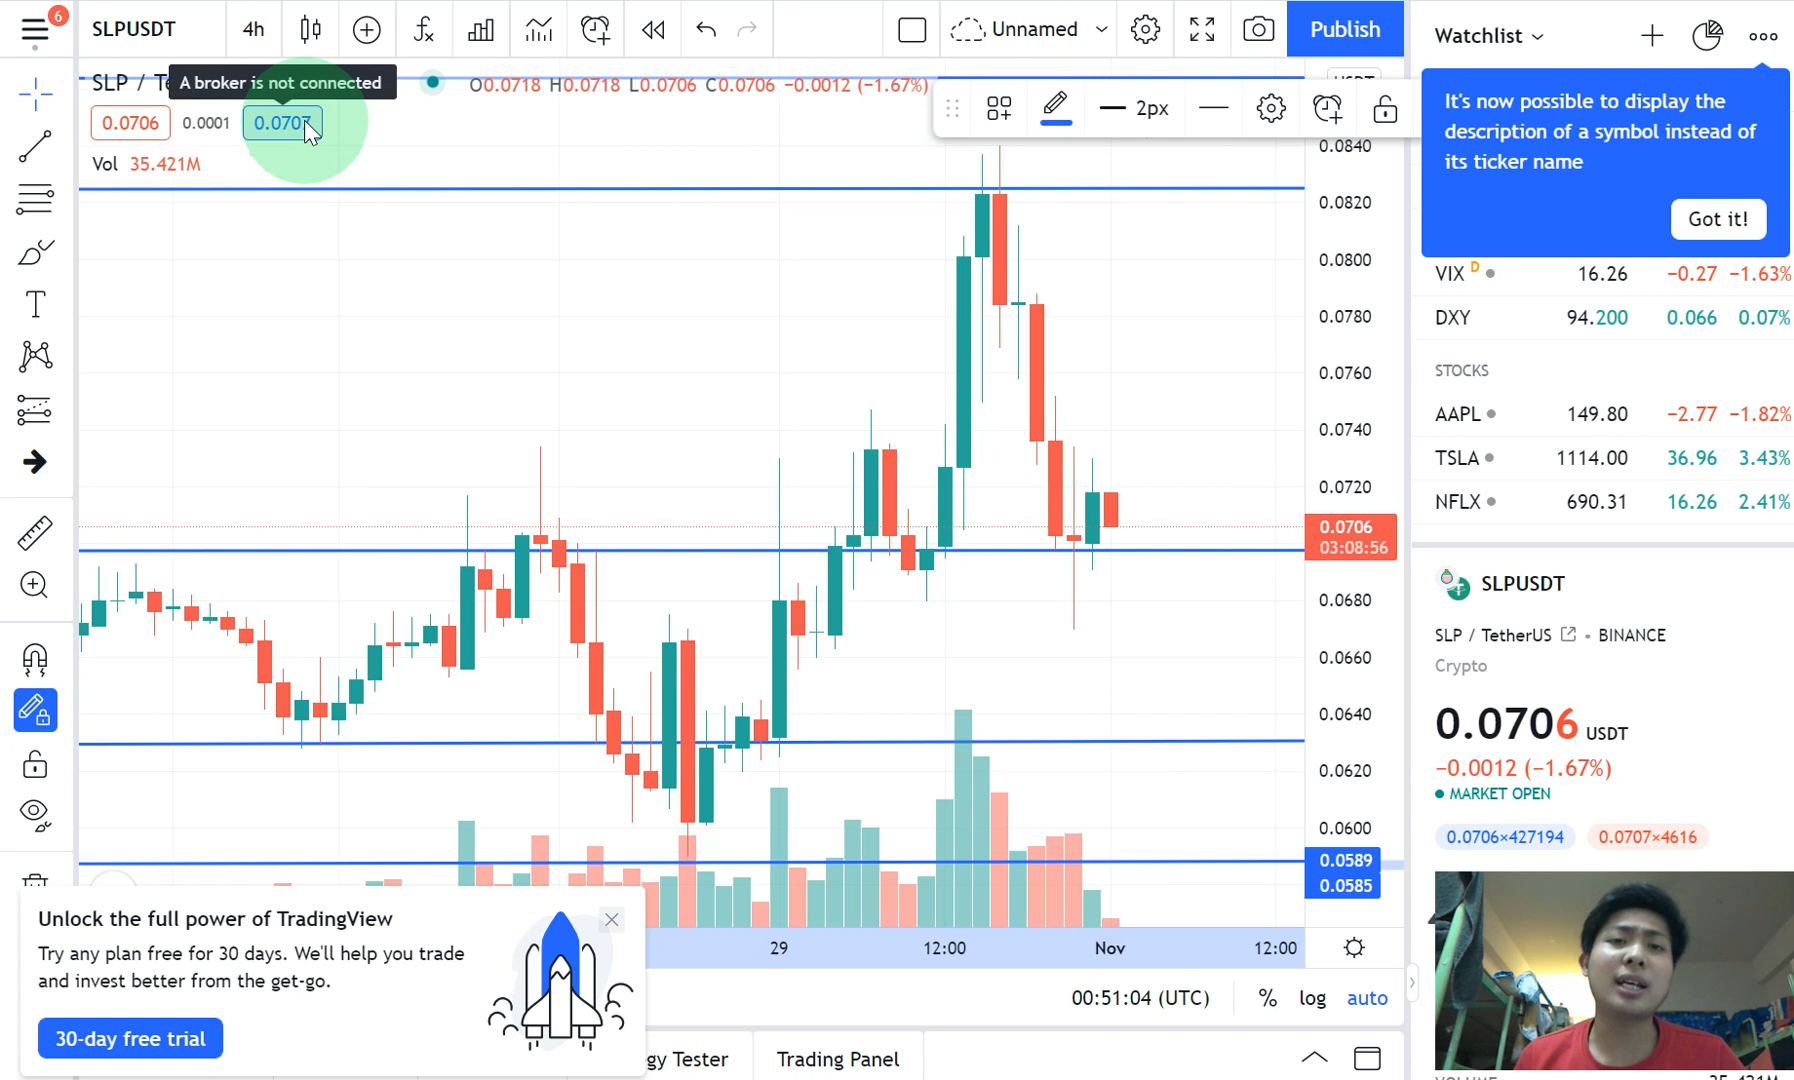 6
SLPUSDT
4h
Unnamed
Publish
Watchlist
A broker is not connected
O0.0718 H0.0718 L0.0706 C0.0706 −0.0012 (−1.67%)
0.0706
0.0001
0.0707
Vol 35.421M
2px
It's now possible to display the
description of a symbol instead of
its ticker name
Got it!
0.0840
0.0820
0.0800
0.0780
0.0760
0.0740
0.0720
0.0706
03:08:56
0.0680
0.0660
0.0640
0.0620
0.0600
0.0589
0.0585
VIX D 16.26 −0.27 −1.63%
DXY 94.200 0.066 0.07%
STOCKS
AAPL 149.80 −2.77 −1.82%
TSLA 1114.00 36.96 3.43%
NFLX 690.31 16.26 2.41%
SLPUSDT
SLP / TetherUS • BINANCE
Crypto
0.0706 USDT
−0.0012 (−1.67%)
MARKET OPEN
0.0706×427194
0.0707×4616
29
12:00
Nov
12:00
Unlock the full power of TradingView
Try any plan free for 30 days. We'll help you trade
and invest better from the get-go.
30-day free trial
00:51:04 (UTC)
%
log
auto
Tester
Trading Panel